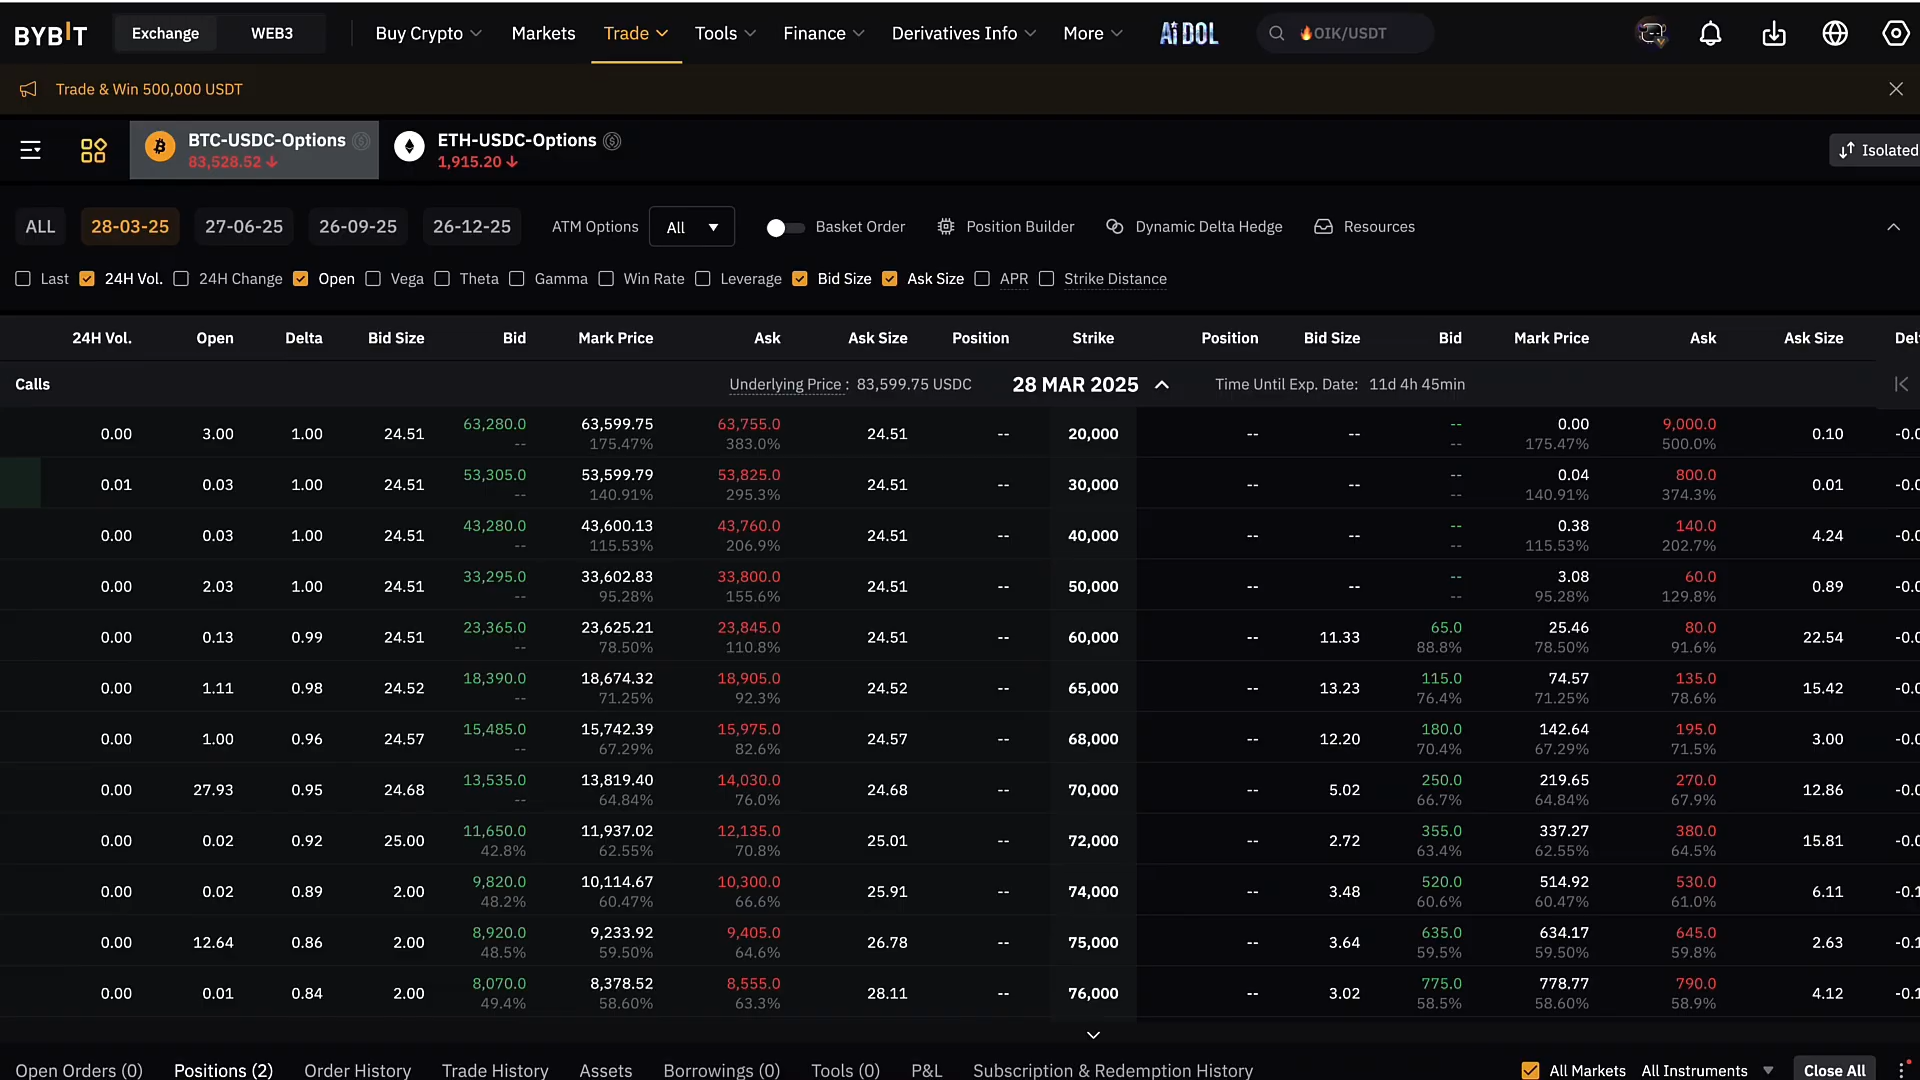 BYBIT Exchange WEB3 Buy Crypto Markets Trade Tools Finance Derivatives Info More AiDOL OIK/USDT
Trade & Win 500,000 USDT
BTC-USDC-Options ETH-USDC-Options
83,528.52 1,915.20 Isolated
ALL 28-03-25 27-06-25 26-09-25 26-12-25 ATM Options All Basket Order Position Builder Dynamic Delta Hedge Resources
Last 24H Vol. 24H Change Open Vega Theta Gamma Win Rate Leverage Bid Size Ask Size APR Strike Distance
24H Vol. Open Delta Bid Size Bid Mark Price Ask Ask Size Position Strike Position Bid Size Bid Mark Price Ask Ask Size
Calls Underlying Price : 83,599.75 USDC 28 MAR 2025 Time Until Exp. Date: 11d 4h 45min
0.00 3.00 1.00 24.51 63,280.0 63,599.75 63,755.0 24.51 -- 20,000 -- -- -- 0.00 9,000.0 0.10 -0.0
-- 175.47% 383.0% -- 175.47% 500.0%
0.01 0.03 1.00 24.51 53,305.0 53,599.79 53,825.0 24.51 -- 30,000 -- -- -- 0.04 800.0 0.01 -0.0
-- 140.91% 295.3% -- 140.91% 374.3%
0.00 0.03 1.00 24.51 43,280.0 43,600.13 43,760.0 24.51 -- 40,000 -- -- -- 0.38 140.0 4.24 -0.0
-- 115.53% 206.9% -- 115.53% 202.7%
0.00 2.03 1.00 24.51 33,295.0 33,602.83 33,800.0 24.51 -- 50,000 -- -- -- 3.08 60.0 0.89 -0.0
-- 95.28% 155.6% -- 95.28% 129.8%
0.00 0.13 0.99 24.51 23,365.0 23,625.21 23,845.0 24.51 -- 60,000 -- 11.33 65.0 25.46 80.0 22.54 -0.0
-- 78.50% 110.8% 88.8% 78.50% 91.6%
0.00 1.11 0.98 24.52 18,390.0 18,674.32 18,905.0 24.52 -- 65,000 -- 13.23 115.0 74.57 135.0 15.42 -0.0
-- 71.25% 92.3% 76.4% 71.25% 78.6%
0.00 1.00 0.96 24.57 15,485.0 15,742.39 15,975.0 24.57 -- 68,000 -- 12.20 180.0 142.64 195.0 3.00 -0.0
-- 67.29% 82.6% 70.4% 67.29% 71.5%
0.00 27.93 0.95 24.68 13,535.0 13,819.40 14,030.0 24.68 -- 70,000 -- 5.02 250.0 219.65 270.0 12.86 -0.0
-- 64.84% 76.0% 66.7% 64.84% 67.9%
0.00 0.02 0.92 25.00 11,650.0 11,937.02 12,135.0 25.01 -- 72,000 -- 2.72 355.0 337.27 380.0 15.81 -0.0
42.8% 62.55% 70.8% 63.4% 62.55% 64.5%
0.00 0.02 0.89 2.00 9,820.0 10,114.67 10,300.0 25.91 -- 74,000 -- 3.48 520.0 514.92 530.0 6.11 -0.1
48.2% 60.47% 66.6% 60.6% 60.47% 61.0%
0.00 12.64 0.86 2.00 8,920.0 9,233.92 9,405.0 26.78 -- 75,000 -- 3.64 635.0 634.17 645.0 2.63 -0.1
48.5% 59.50% 64.6% 59.5% 59.50% 59.8%
0.00 0.01 0.84 2.00 8,070.0 8,378.52 8,555.0 28.11 -- 76,000 -- 3.02 775.0 778.77 790.0 4.12 -0.1
49.4% 58.60% 63.3% 58.5% 58.60% 58.9%
Open Orders (0) Positions (2) Order History Trade History Assets Borrowings (0) Tools (0) P&L Subscription & Redemption History All Markets All Instruments Close All